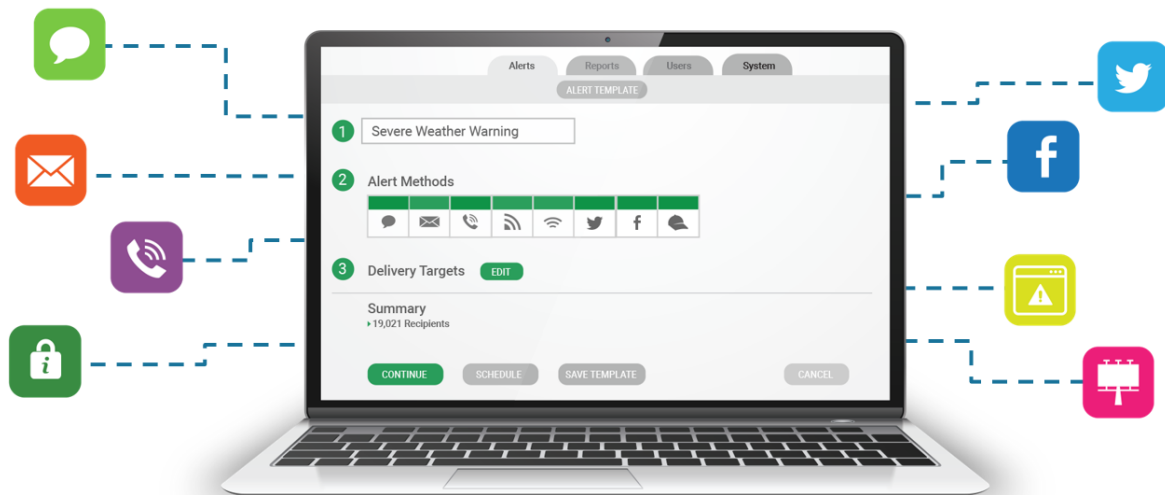 Alerts
Reports
Users
System
ALERT TEMPLATE
1
Severe Weather Warning
2
Alert Methods
3
Delivery Targets
EDIT
Summary
19,021 Recipients
CONTINUE
SCHEDULE
SAVE TEMPLATE
CANCEL
f
f
i